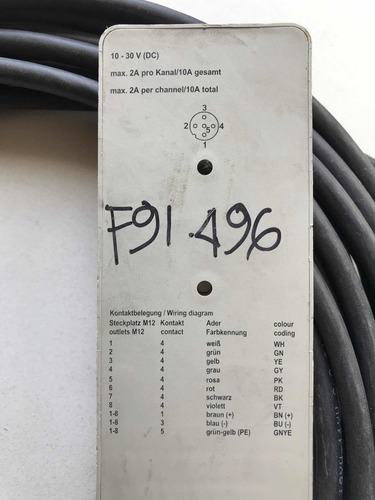 10 - 30 V (DC)
max. 2A pro Kanal/10A gesamt
max. 2A per channel/10A total
3
2 5 4
1
F91.496
Kontaktbelegung / Wiring diagram
Steckplatz M12 Kontakt Ader colour
outlets M12 contact Farbkennung coding
1 4 weiß WH
2 4 grün GN
3 4 gelb YE
4 4 grau GY
5 4 rosa PK
6 4 rot RD
7 4 schwarz BK
8 4 violett VT
1-8 1 braun (+) BN (+)
1-8 3 blau (-) BU (-)
1-8 5 grün-gelb (PE) GNYE